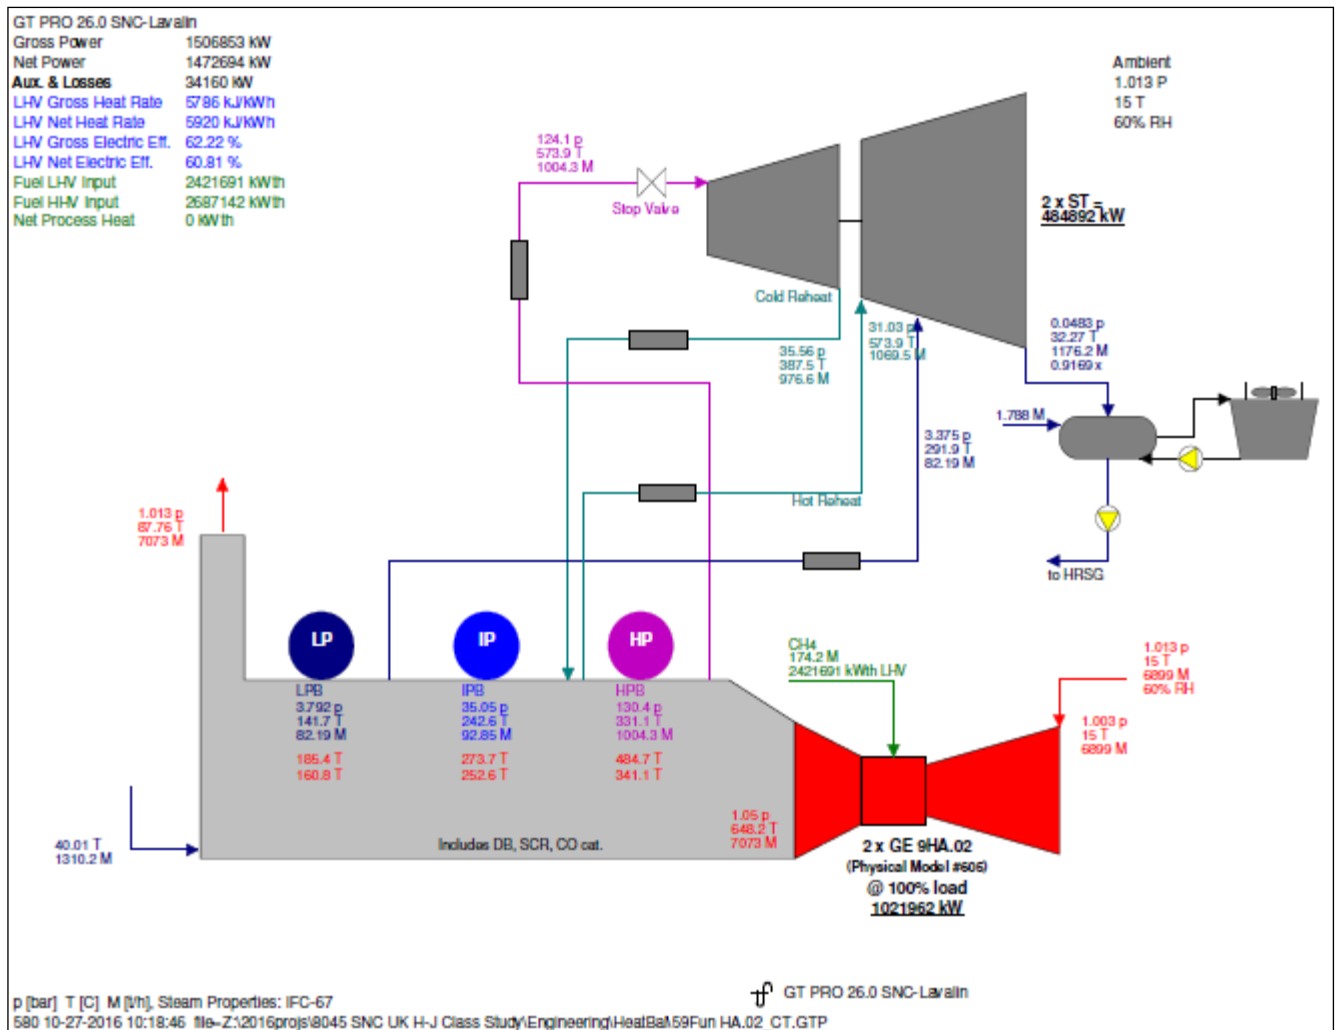 GT PRO 26.0 SNC-Lavalin
Gross Power 1506853 kW
Net Power 1472694 kW
Aux. & Losses 34160 kW
LHV Gross Heat Rate 5786 kJ/kWh
LHV Net Heat Rate 5920 kJ/kWh
LHV Gross Electric Eff. 62.22 %
LHV Net Electric Eff. 60.81 %
Fuel LHV Input 2421691 kWth
Fuel HHV Input 2687142 kWth
Net Process Heat 0 kWth
Ambient
1.013 P
15 T
60% RH
124.1 p
573.9 T
1004.3 M
Stop Valve
2 x ST =
484892 kW
Cold Reheat
35.56 p
387.5 T
976.6 M
31.03 p
573.9 T
1069.5 M
0.0483 p
32.27 T
1176.2 M
0.9169 x
1.788 M
3.375 p
291.9 T
82.19 M
Hot Reheat
to HRSG
1.013 p
87.76 T
7073 M
LP
IP
HP
LPB
3.792 p
141.7 T
82.19 M
185.4 T
160.8 T
IPB
35.05 p
242.6 T
92.85 M
273.7 T
252.6 T
HPB
130.4 p
331.1 T
1004.3 M
484.7 T
341.1 T
CH4
174.2 M
2421691 kWth LHV
1.013 p
15 T
6899 M
60% RH
1.003 p
15 T
6899 M
1.05 p
648.2 T
7073 M
40.01 T
1310.2 M
Includes DB, SCR, CO cat.
2 x GE 9HA.02
(Physical Model #606)
@ 100% load
1021962 kW
GT PRO 26.0 SNC-Lavalin
p [bar] T [C] M [t/h], Steam Properties: IFC-67
580 10-27-2016 10:18:46 file=Z:\2016projs\8045 SNC UK H-J Class Study\Engineering\HeatBal\59Fun HA.02 CT.GTP